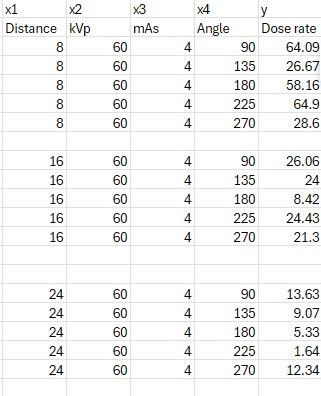 x1 x2 x3 x4 y
Distance kVp mAs Angle Dose rate
8 60 4 90 64.09
8 60 4 135 26.67
8 60 4 180 58.16
8 60 4 225 64.9
8 60 4 270 28.6
16 60 4 90 26.06
16 60 4 135 24
16 60 4 180 8.42
16 60 4 225 24.43
16 60 4 270 21.3
24 60 4 90 13.63
24 60 4 135 9.07
24 60 4 180 5.33
24 60 4 225 1.64
24 60 4 270 12.34